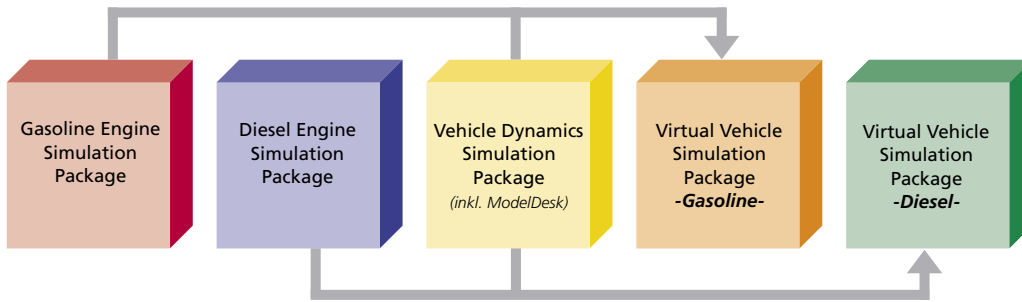 Gasoline Engine
Simulation
Package
Diesel Engine
Simulation
Package
Vehicle Dynamics
Simulation
Package
(inkl. ModelDesk)
Virtual Vehicle
Simulation
Package
-Gasoline-
Virtual Vehicle
Simulation
Package
-Diesel-